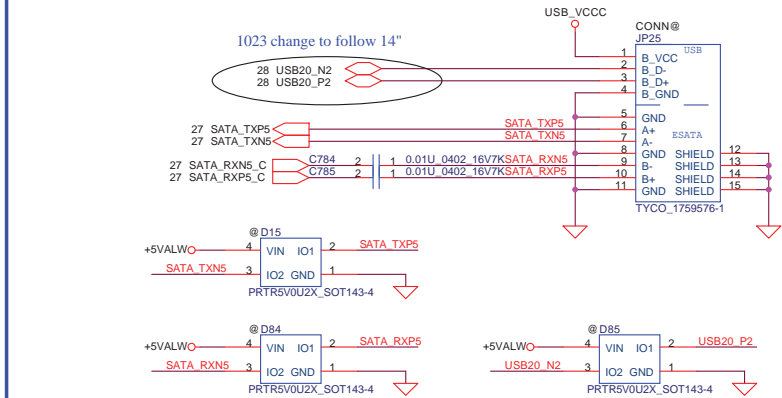 USB_VCCC
CONN@
JP25
1023 change to follow 14"
USB
1 B_VCC
28 USB20_N2 2 B_D-
28 USB20_P2 3 B_D+
4 B_GND
5 GND
27 SATA_TXP5 SATA_TXP5 6 A+
27 SATA_TXN5 SATA_TXN5 7 A- ESATA
8 GND SHIELD 12
27 SATA_RXN5_C C784 2 1 0.01U_0402_16V7K SATA_RXN5 9 B- SHIELD 13
27 SATA_RXP5_C C785 2 1 0.01U_0402_16V7K SATA_RXP5 10 B+ SHIELD 14
11 GND SHIELD 15
TYCO_1759576-1
@ D15
+5VALW 4 VIN IO1 2 SATA_TXP5
SATA_TXN5 3 IO2 GND 1
PRTR5V0U2X_SOT143-4
@ D84 @ D85
+5VALW 4 VIN IO1 2 SATA_RXP5 +5VALW 4 VIN IO1 2 USB20_P2
SATA_RXN5 3 IO2 GND 1 USB20_N2 3 IO2 GND 1
PRTR5V0U2X_SOT143-4 PRTR5V0U2X_SOT143-4